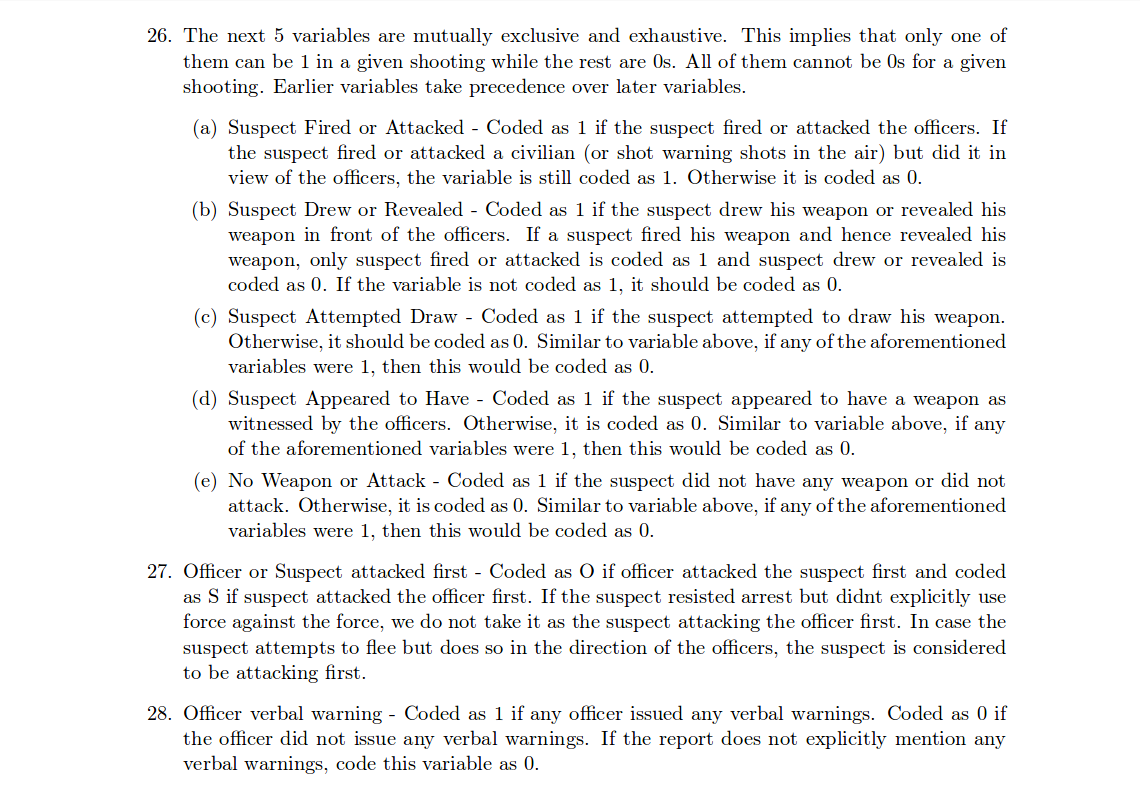 26. The next 5 variables are mutually exclusive and exhaustive. This implies that only one of
them can be 1 in a given shooting while the rest are 0s. All of them cannot be 0s for a given
shooting. Earlier variables take precedence over later variables.
(a) Suspect Fired or Attacked - Coded as 1 if the suspect fired or attacked the officers. If
the suspect fired or attacked a civilian (or shot warning shots in the air) but did it in
view of the officers, the variable is still coded as 1. Otherwise it is coded as 0.
(b) Suspect Drew or Revealed - Coded as 1 if the suspect drew his weapon or revealed his
weapon in front of the officers. If a suspect fired his weapon and hence revealed his
weapon, only suspect fired or attacked is coded as 1 and suspect drew or revealed is
coded as 0. If the variable is not coded as 1, it should be coded as 0.
(c) Suspect Attempted Draw - Coded as 1 if the suspect attempted to draw his weapon.
Otherwise, it should be coded as 0. Similar to variable above, if any of the aforementioned
variables were 1, then this would be coded as 0.
(d) Suspect Appeared to Have - Coded as 1 if the suspect appeared to have a weapon as
witnessed by the officers. Otherwise, it is coded as 0. Similar to variable above, if any
of the aforementioned variables were 1, then this would be coded as 0.
(e) No Weapon or Attack - Coded as 1 if the suspect did not have any weapon or did not
attack. Otherwise, it is coded as 0. Similar to variable above, if any of the aforementioned
variables were 1, then this would be coded as 0.
27. Officer or Suspect attacked first - Coded as O if officer attacked the suspect first and coded
as S if suspect attacked the officer first. If the suspect resisted arrest but didnt explicitly use
force against the force, we do not take it as the suspect attacking the officer first. In case the
suspect attempts to flee but does so in the direction of the officers, the suspect is considered
to be attacking first.
28. Officer verbal warning - Coded as 1 if any officer issued any verbal warnings. Coded as 0 if
the officer did not issue any verbal warnings. If the report does not explicitly mention any
verbal warnings, code this variable as 0.